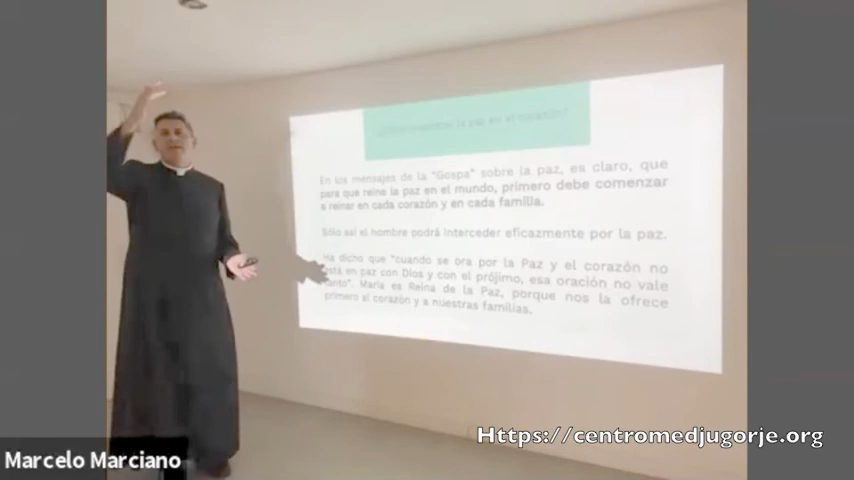 la paz en el corazón?
En los mensajes de la "Gospa" sobre la paz, es claro, que
para que reine la paz en el mundo, primero debe comenzar
a reinar en cada corazón y en cada familia.
Sólo así el hombre podrá interceder eficazmente por la paz.
Ha dicho que "cuando se ora por la Paz y el corazón no
está en paz con Dios y con el prójimo, esa oración no vale
tanto". María es Reina de la Paz, porque nos la ofrece
primero al corazón y a nuestras familias.
Https://centromedjugorje.org
Marcelo Marciano